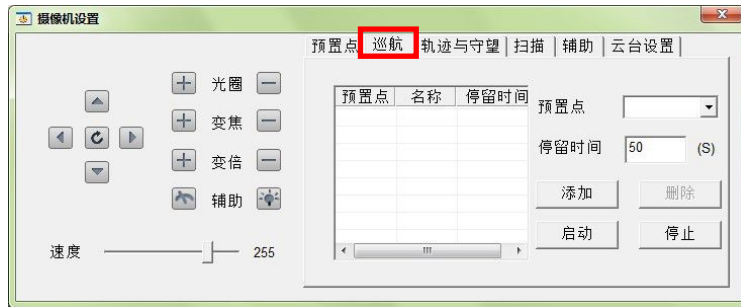 摄像机设置
预置点 巡航 轨迹与守望 扫描 辅助 云台设置
光圈
变焦
变倍
辅助
速度 255
预置点 名称 停留时间
预置点
停留时间 50 (S)
添加 删除
启动 停止